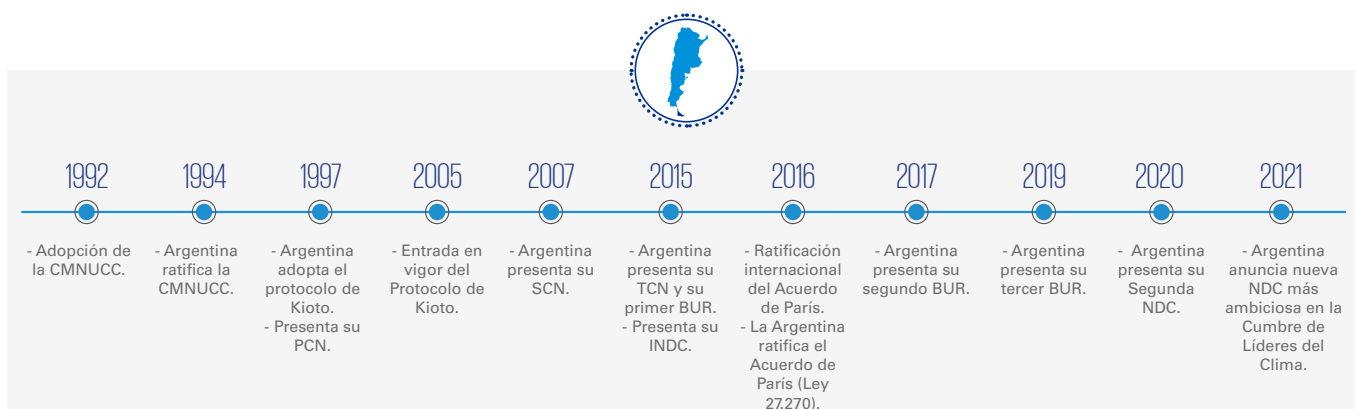 1992
- Adopción de
la CMNUCC.
1994
- Argentina
ratifica la
CMNUCC.
1997
- Argentina
adopta el
protocolo de
Kioto.
- Presenta su
PCN.
2005
- Entrada en
vigor del
Protocolo de
Kioto.
2007
- Argentina
presenta su
SCN.
2015
- Argentina
presenta su
TCN y su
primer BUR.
- Presenta su
INDC.
2016
- Ratificación
internacional
del Acuerdo
de París.
- La Argentina
ratifica el
Acuerdo de
París (Ley
27.270).
2017
- Argentina
presenta su
segundo BUR.
2019
- Argentina
presenta su
tercer BUR.
2020
- Argentina
presenta su
Segunda
NDC.
2021
- Argentina
anuncia nueva
NDC más
ambiciosa en la
Cumbre de
Líderes del
Clima.